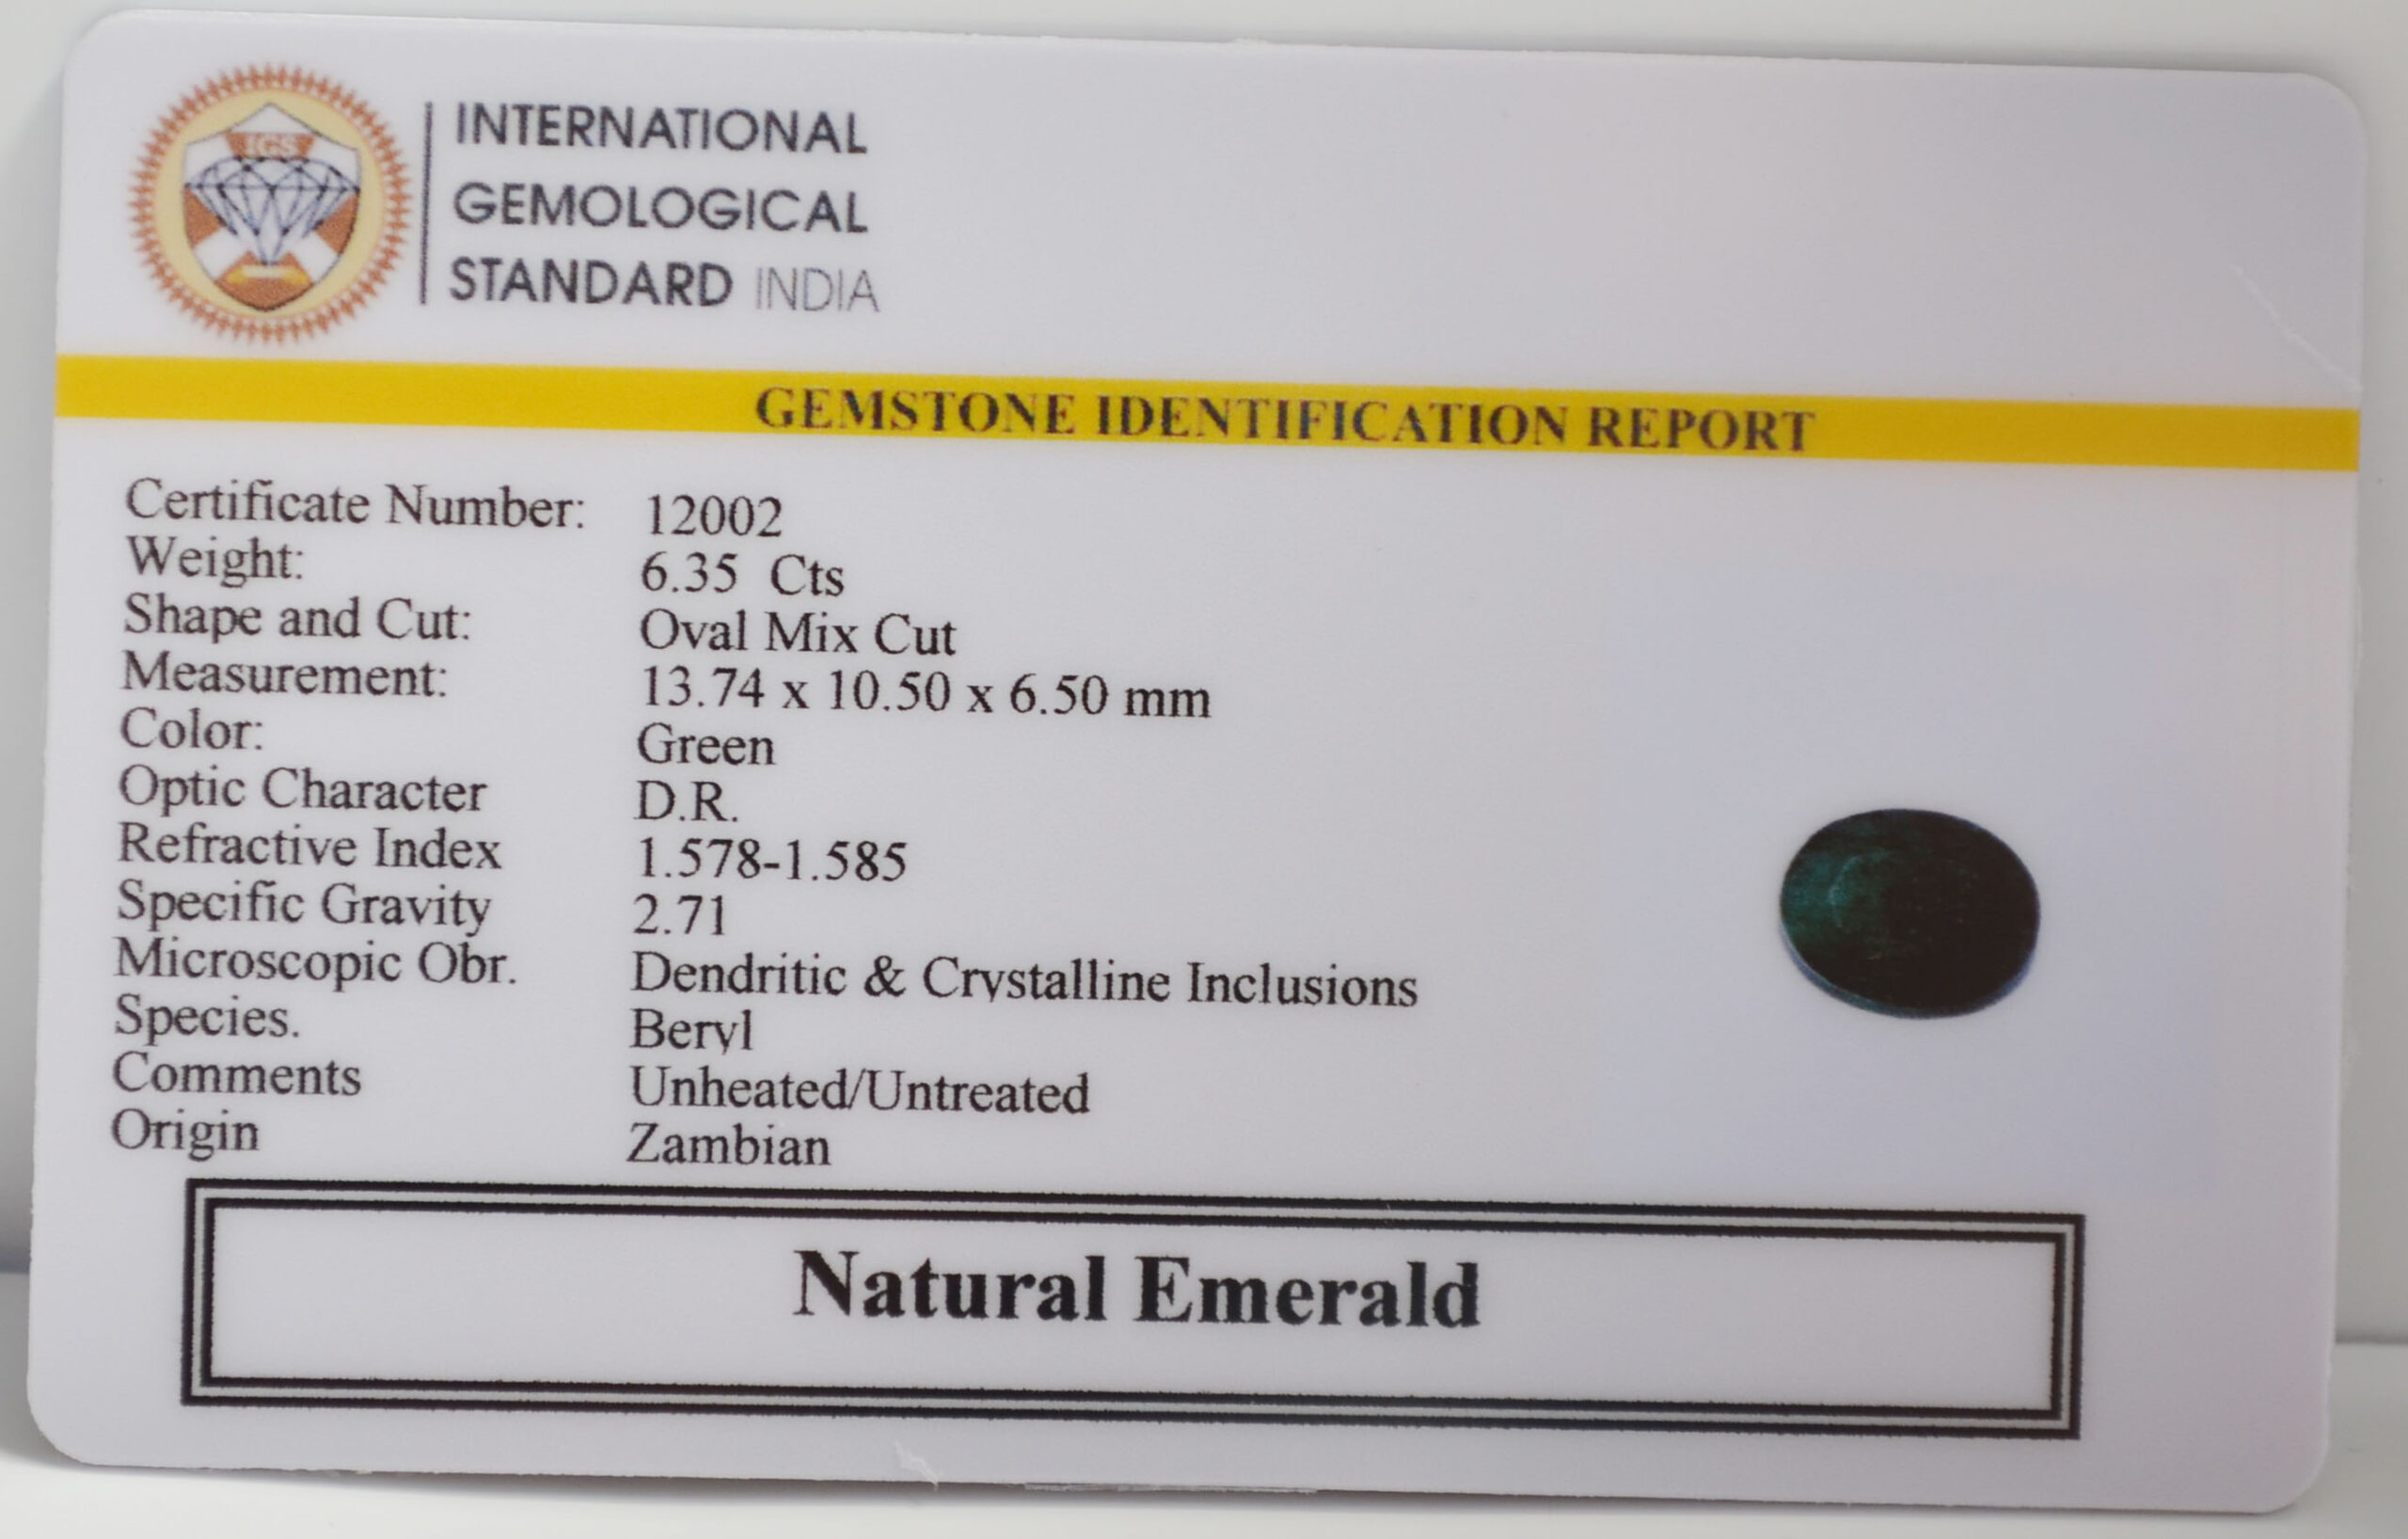 IGS
INTERNATIONAL
GEMOLOGICAL
STANDARD INDIA
GEMSTONE IDENTIFICATION REPORT
Certificate Number: 12002
Weight: 6.35 Cts
Shape and Cut: Oval Mix Cut
Measurement: 13.74 x 10.50 x 6.50 mm
Color: Green
Optic Character D.R.
Refractive Index 1.578-1.585
Specific Gravity 2.71
Microscopic Obr. Dendritic & Crystalline Inclusions
Species. Beryl
Comments Unheated/Untreated
Origin Zambian
Natural Emerald